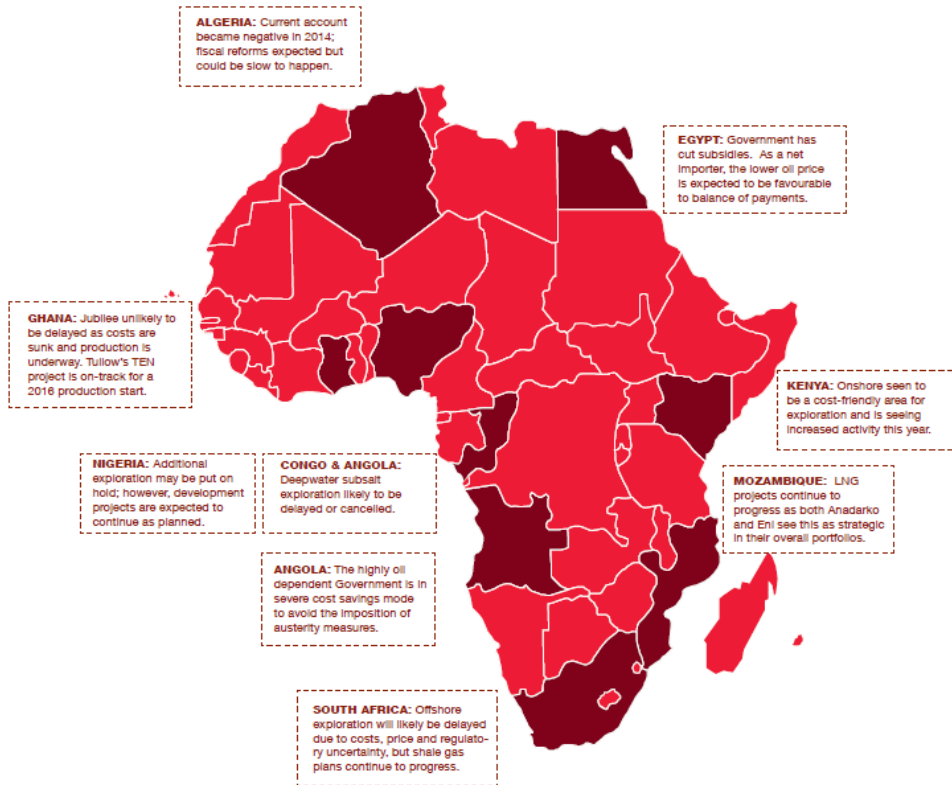 ALGERIA: Current account
became negative in 2014;
fiscal reforms expected but
could be slow to happen.
EGYPT: Government has
cut subsidies. As a net
importer, the lower oil price
is expected to be favourable
to balance of payments.
GHANA: Jubilee unlikely to
be delayed as costs are
sunk and production is
underway. Tullow's TEN
project is on-track for a
2016 production start.
KENYA: Onshore seen to
be a cost-friendly area for
exploration and is seeing
increased activity this year.
NIGERIA: Additional
exploration may be put on
hold; however, development
projects are expected to
continue as planned.
CONGO & ANGOLA:
Deepwater subsalt
exploration likely to be
delayed or cancelled.
MOZAMBIQUE: LNG
projects continue to
progress as both Anadarko
and Eni see this as strategic
in their overall portfolios.
ANGOLA: The highly oil
dependent Government is in
severe cost savings mode
to avoid the imposition of
austerity measures.
SOUTH AFRICA: Offshore
exploration will likely be delayed
due to costs, price and regulato-
ry uncertainty, but shale gas
plans continue to progress.